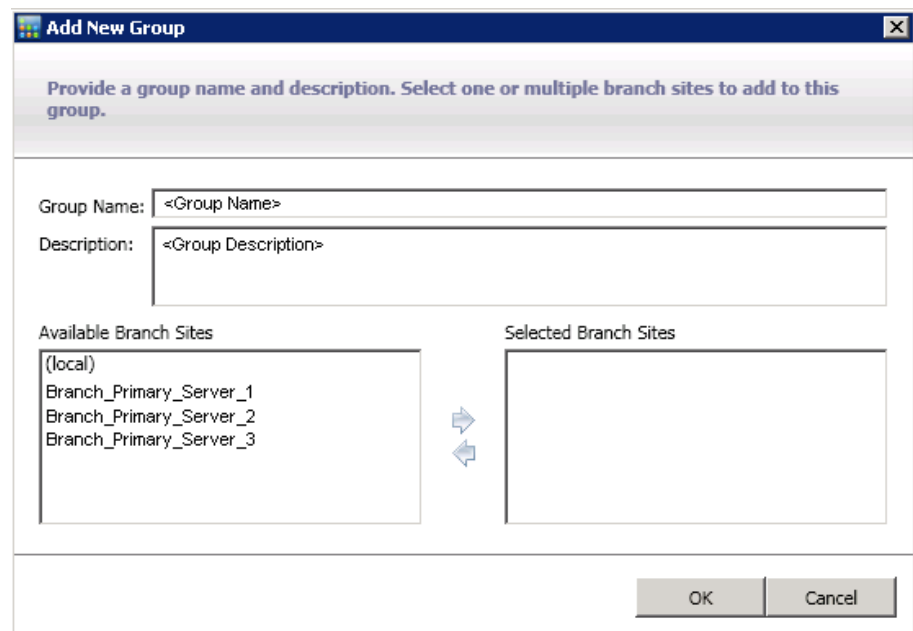 Add New Group
Provide a group name and description. Select one or multiple branch sites to add to this
group.
Group Name: <Group Name>
Description: <Group Description>
Available Branch Sites
(local)
Branch_Primary_Server_1
Branch_Primary_Server_2
Branch_Primary_Server_3
Selected Branch Sites
OK Cancel